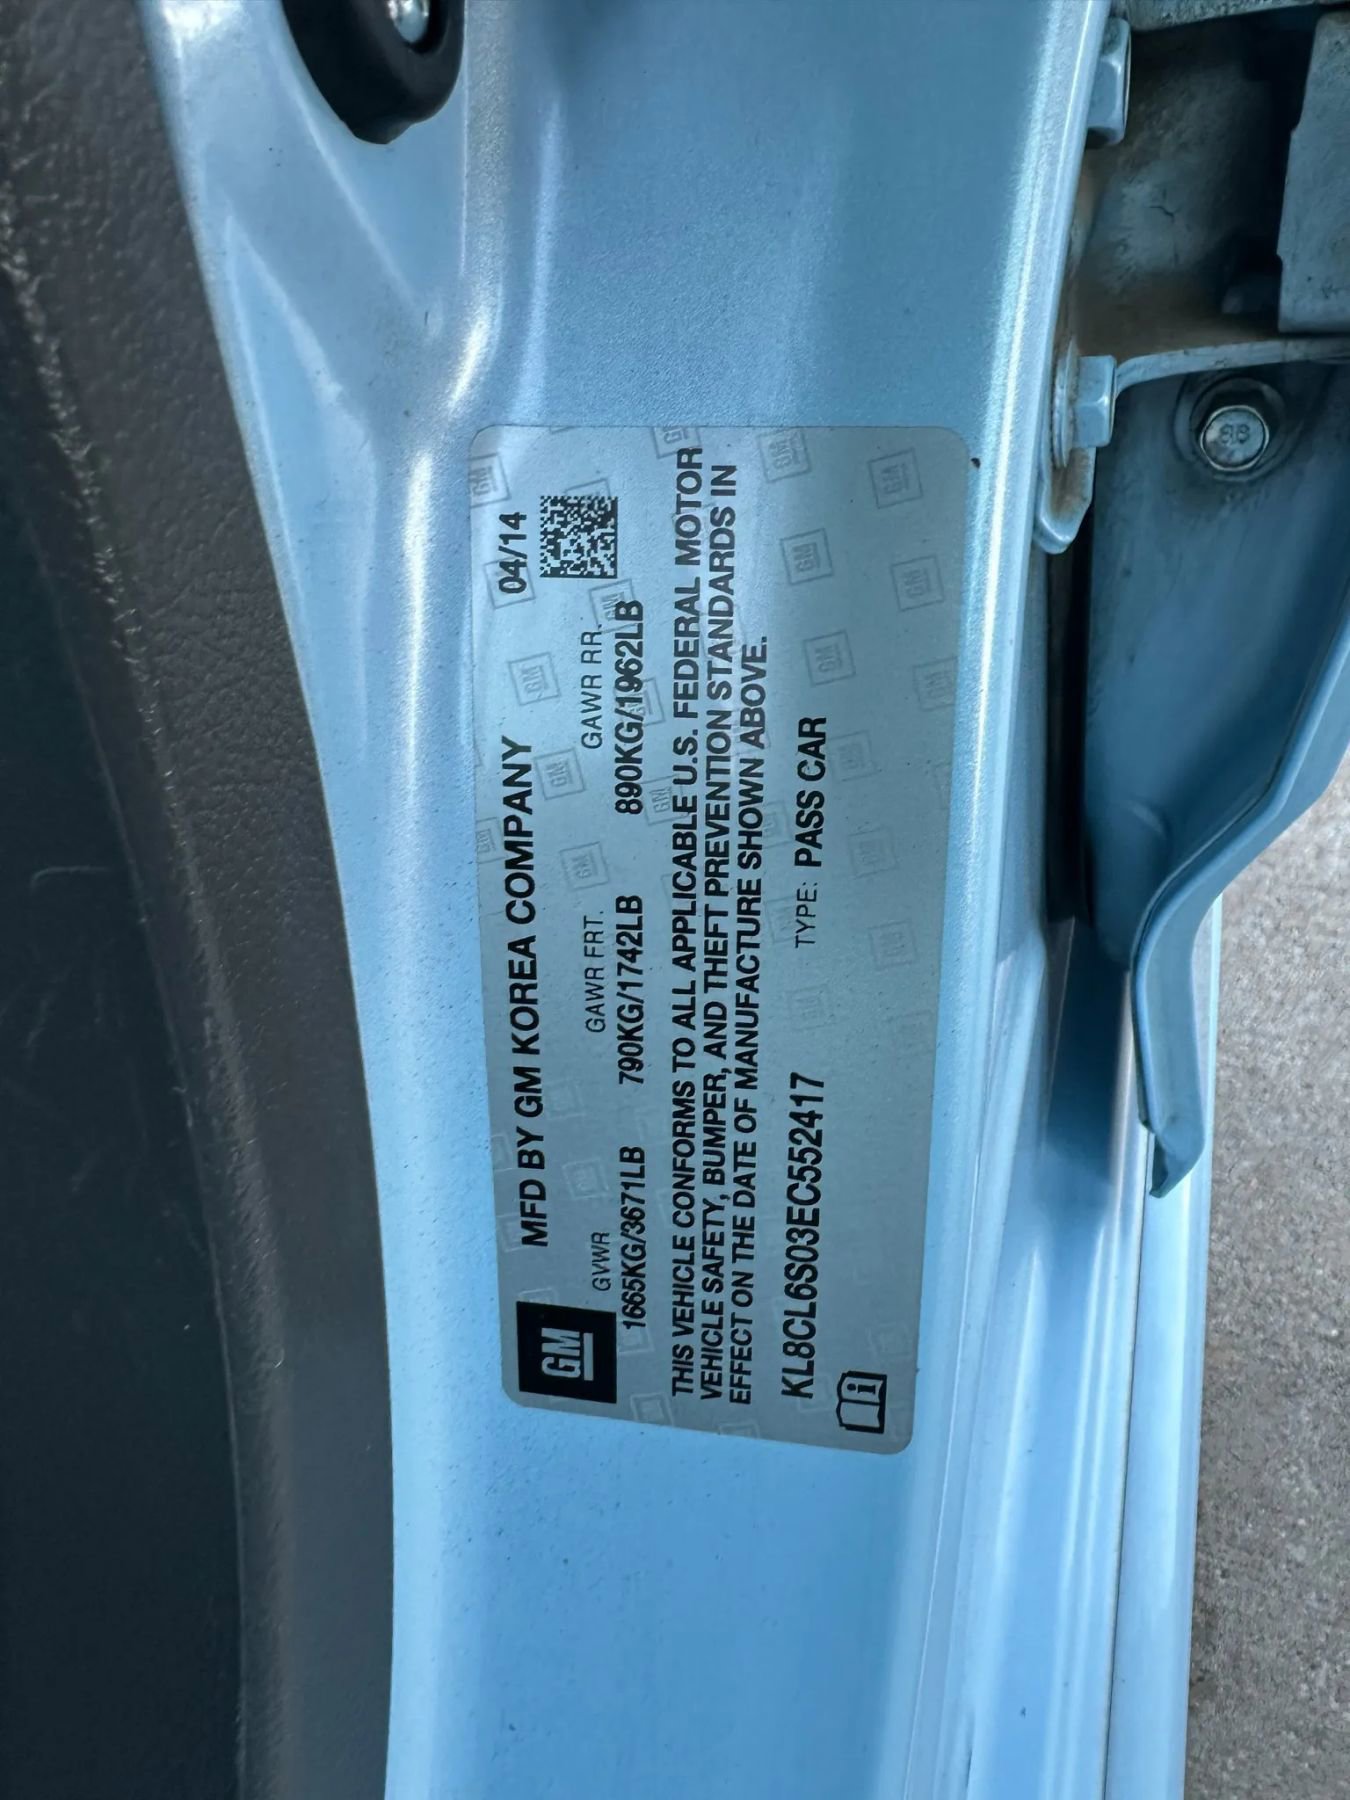 GM
MFD BY GM KOREA COMPANY 04/14
GVWR GAWR FRT. GAWR RR.
1665KG/3671LB 790KG/1742LB 890KG/1962LB
THIS VEHICLE CONFORMS TO ALL APPLICABLE U.S. FEDERAL MOTOR
VEHICLE SAFETY, BUMPER, AND THEFT PREVENTION STANDARDS IN
EFFECT ON THE DATE OF MANUFACTURE SHOWN ABOVE.
KL8CL6S03EC552417 TYPE: PASS CAR